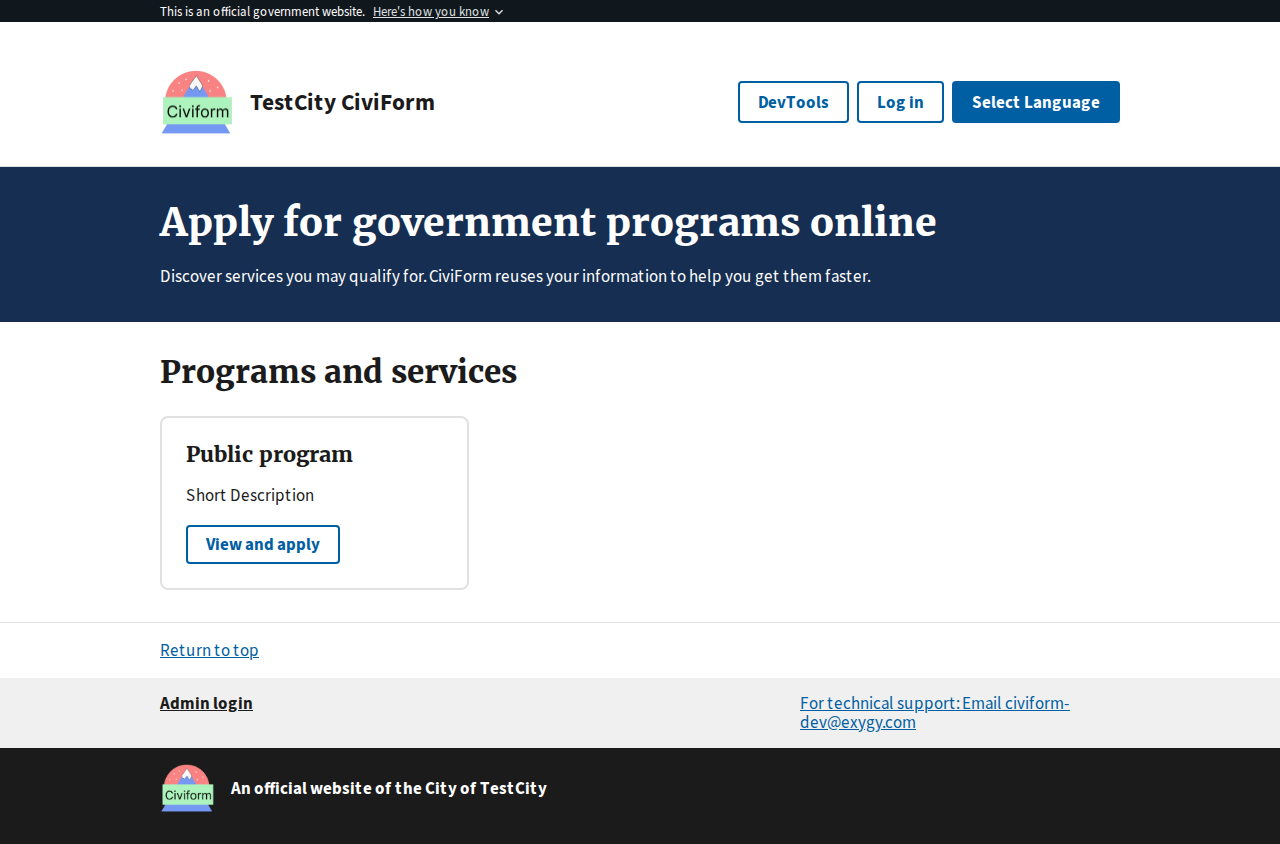 This is an official government website. Here's how you know
Civiform
TestCity CiviForm
DevTools
Log in
Select Language
Apply for government programs online
Discover services you may qualify for. CiviForm reuses your information to help you get them faster.
Programs and services
Public program
Short Description
View and apply
Return to top
Admin login
For technical support: Email civiform-
dev@exygy.com
Civiform
An official website of the City of TestCity